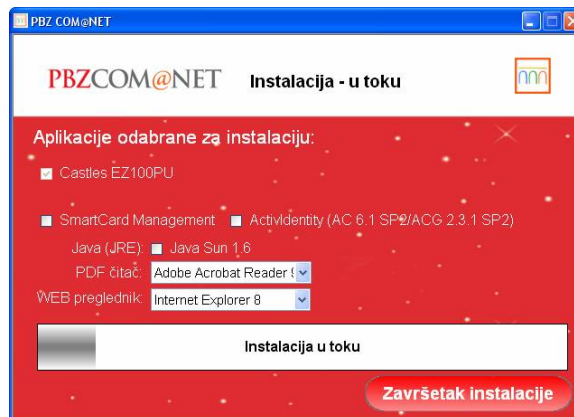 PBZ COM@NET
PBZCOM@NET Instalacija - u toku
Aplikacije odabrane za instalaciju:
Castles EZ100PU
SmartCard Management ActivIdentity (AC 6.1 SP2/ACG 2.3.1 SP2)
Java (JRE): Java Sun 1.6
PDF čitač: Adobe Acrobat Reader 9
WEB preglednik: Internet Explorer 8
Instalacija u toku
Završetak instalacije